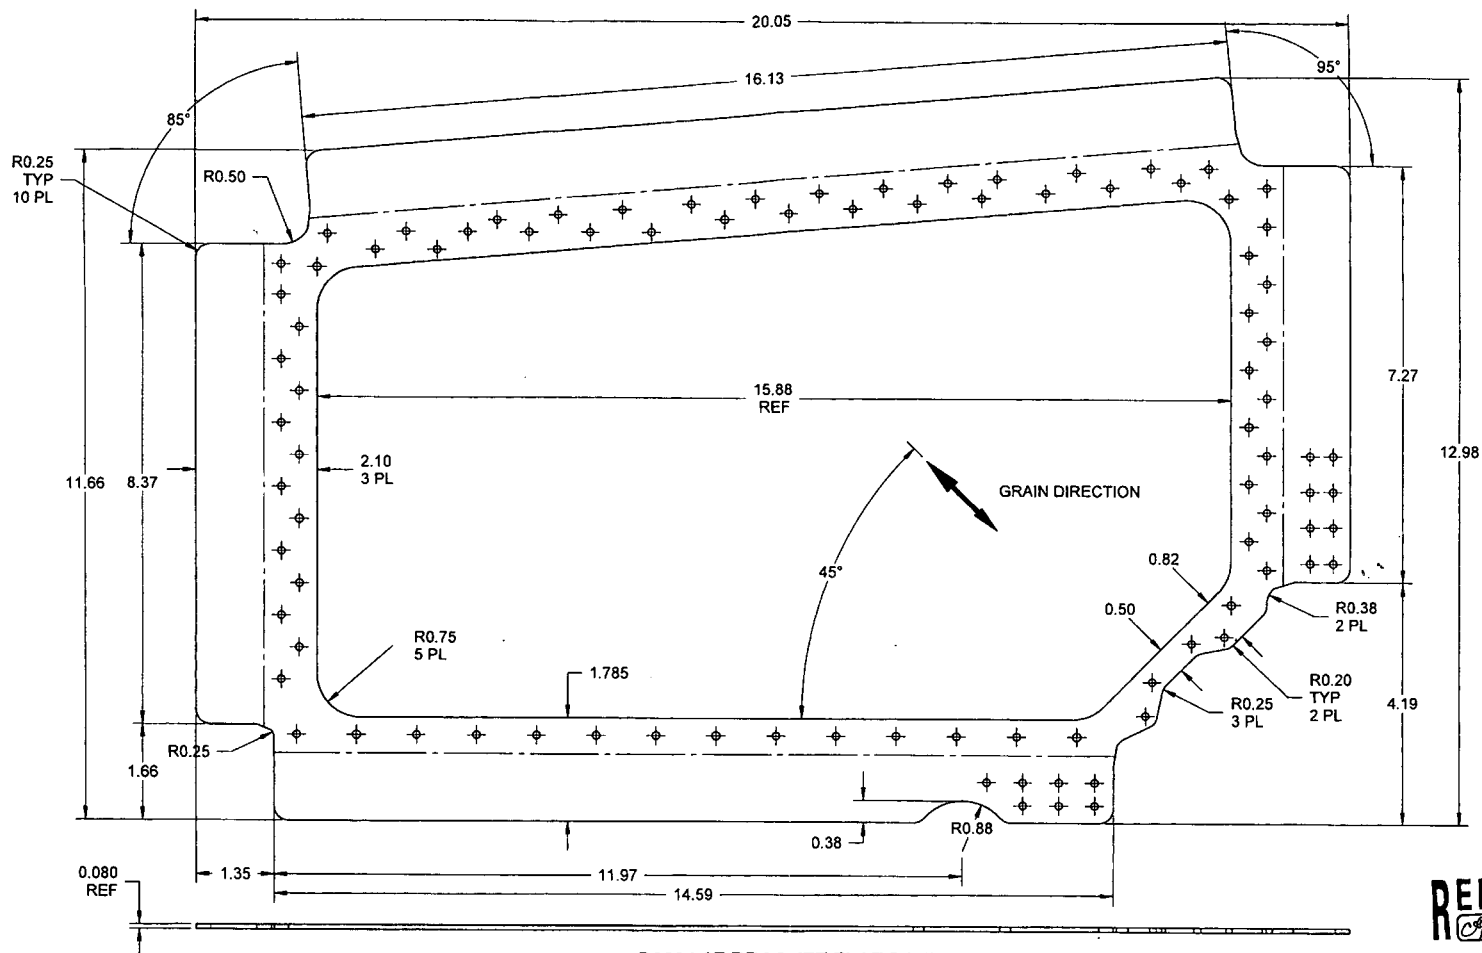 20.05
16.13
95°
85°
R0.25
TYP
10 PL
R0.50
15.88
REF
7.27
12.98
11.66
8.37
2.10
3 PL
GRAIN DIRECTION
45°
0.82
0.50
R0.38
2 PL
R0.75
5 PL
1.785
R0.20
TYP
2 PL
R0.25
3 PL
4.19
R0.25
1.66
0.38
R0.88
0.080
REF
1.35
11.97
14.59